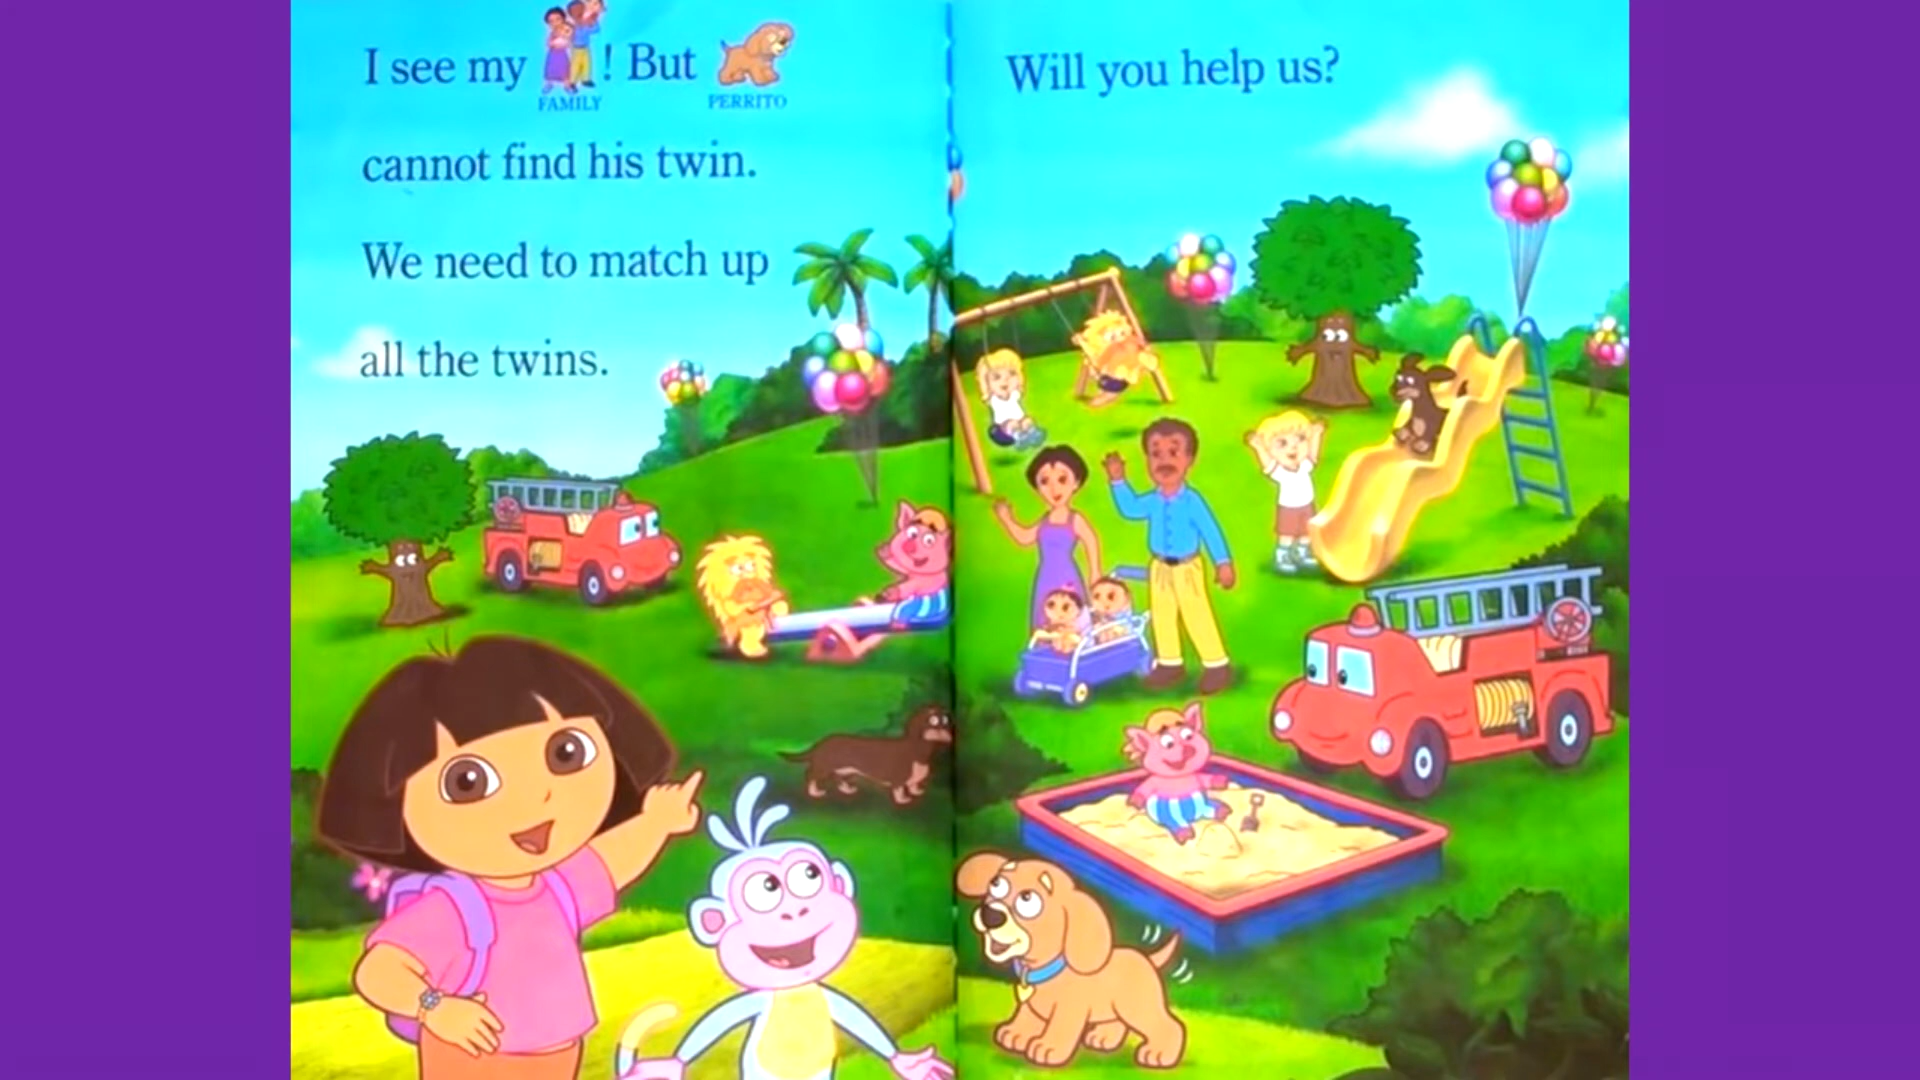 I see my ! But
FAMILY PERRITO
cannot find his twin.
We need to match up
all the twins.
Will you help us?